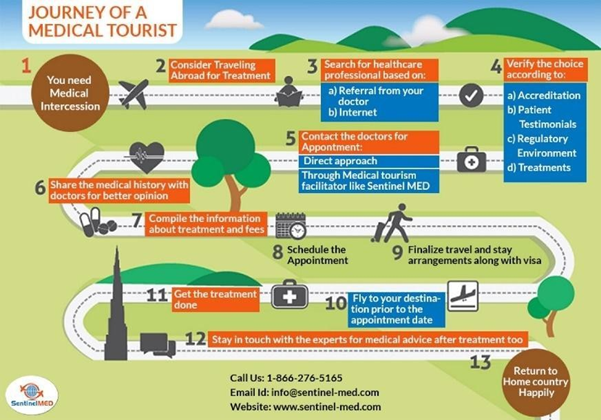 JOURNEY OF A
MEDICAL TOURIST
1
You need
Medical
Intercession
2
Consider Traveling
Abroad for Treatment
3
Search for healthcare
professional based on:
a) Referral from your
doctor
b) Internet
4
Verify the choice
according to:
a) Accreditation
b) Patient
Testimonials
c) Regulatory
Environment
d) Treatments
5
Contact the doctors for
Appontment:
Direct approach
Through Medical tourism
facilitator like Sentinel MED
6
Share the medical history with
doctors for better opinion
7
Compile the information
about treatment and fees
8
Schedule the
Appointment
9
Finalize travel and stay
arrangements along with visa
10
Fly to your destina-
tion prior to the
appointment date
11
Get the treatment
done
12
Stay in touch with the experts for medical advice after treatment too
13
Return to
Home country
Happily
Call Us: 1-866-276-5165
Email Id: info@sentinel-med.com
Website: www.sentinel-med.com
SentinelMED